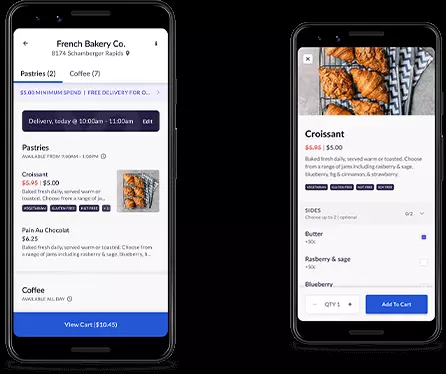 French Bakery Co.
8174 Schamberger Rapids
Pastries (2)
Coffee (7)
$5.00 MINIMUM SPEND | FREE DELIVERY FOR O...
Delivery, today @ 10:00am - 11:00am
Edit
Pastries
AVAILABLE FROM 9:00AM - 1:00PM
Croissant
$5.95 | $5.00
Baked fresh daily, served warm or
toasted. Choose from a range of ja...
VEGETARIAN
GLUTEN FREE
NUT FREE
Pain Au Chocolat
$6.25
Baked fresh daily, served warm or toasted. Choose from
a range of jams including rasberry & sage, blueberry, fi...
Coffee
AVAILABLE ALL DAY
View Cart ($10.45)
Croissant
$5.95 | $5.00
Baked fresh daily, served warm or toasted. Choose
from a range of jams including rasberry & sage,
blueberry, fig & cinnamon, & strawberry.
VEGETARIAN
GLUTEN FREE
NUT FREE
SOY FREE
SIDES
Choose up to 2 | optional
0/2
Butter
+50c
Rasberry & sage
+50c
Blueberry
QTY 1
Add To Cart